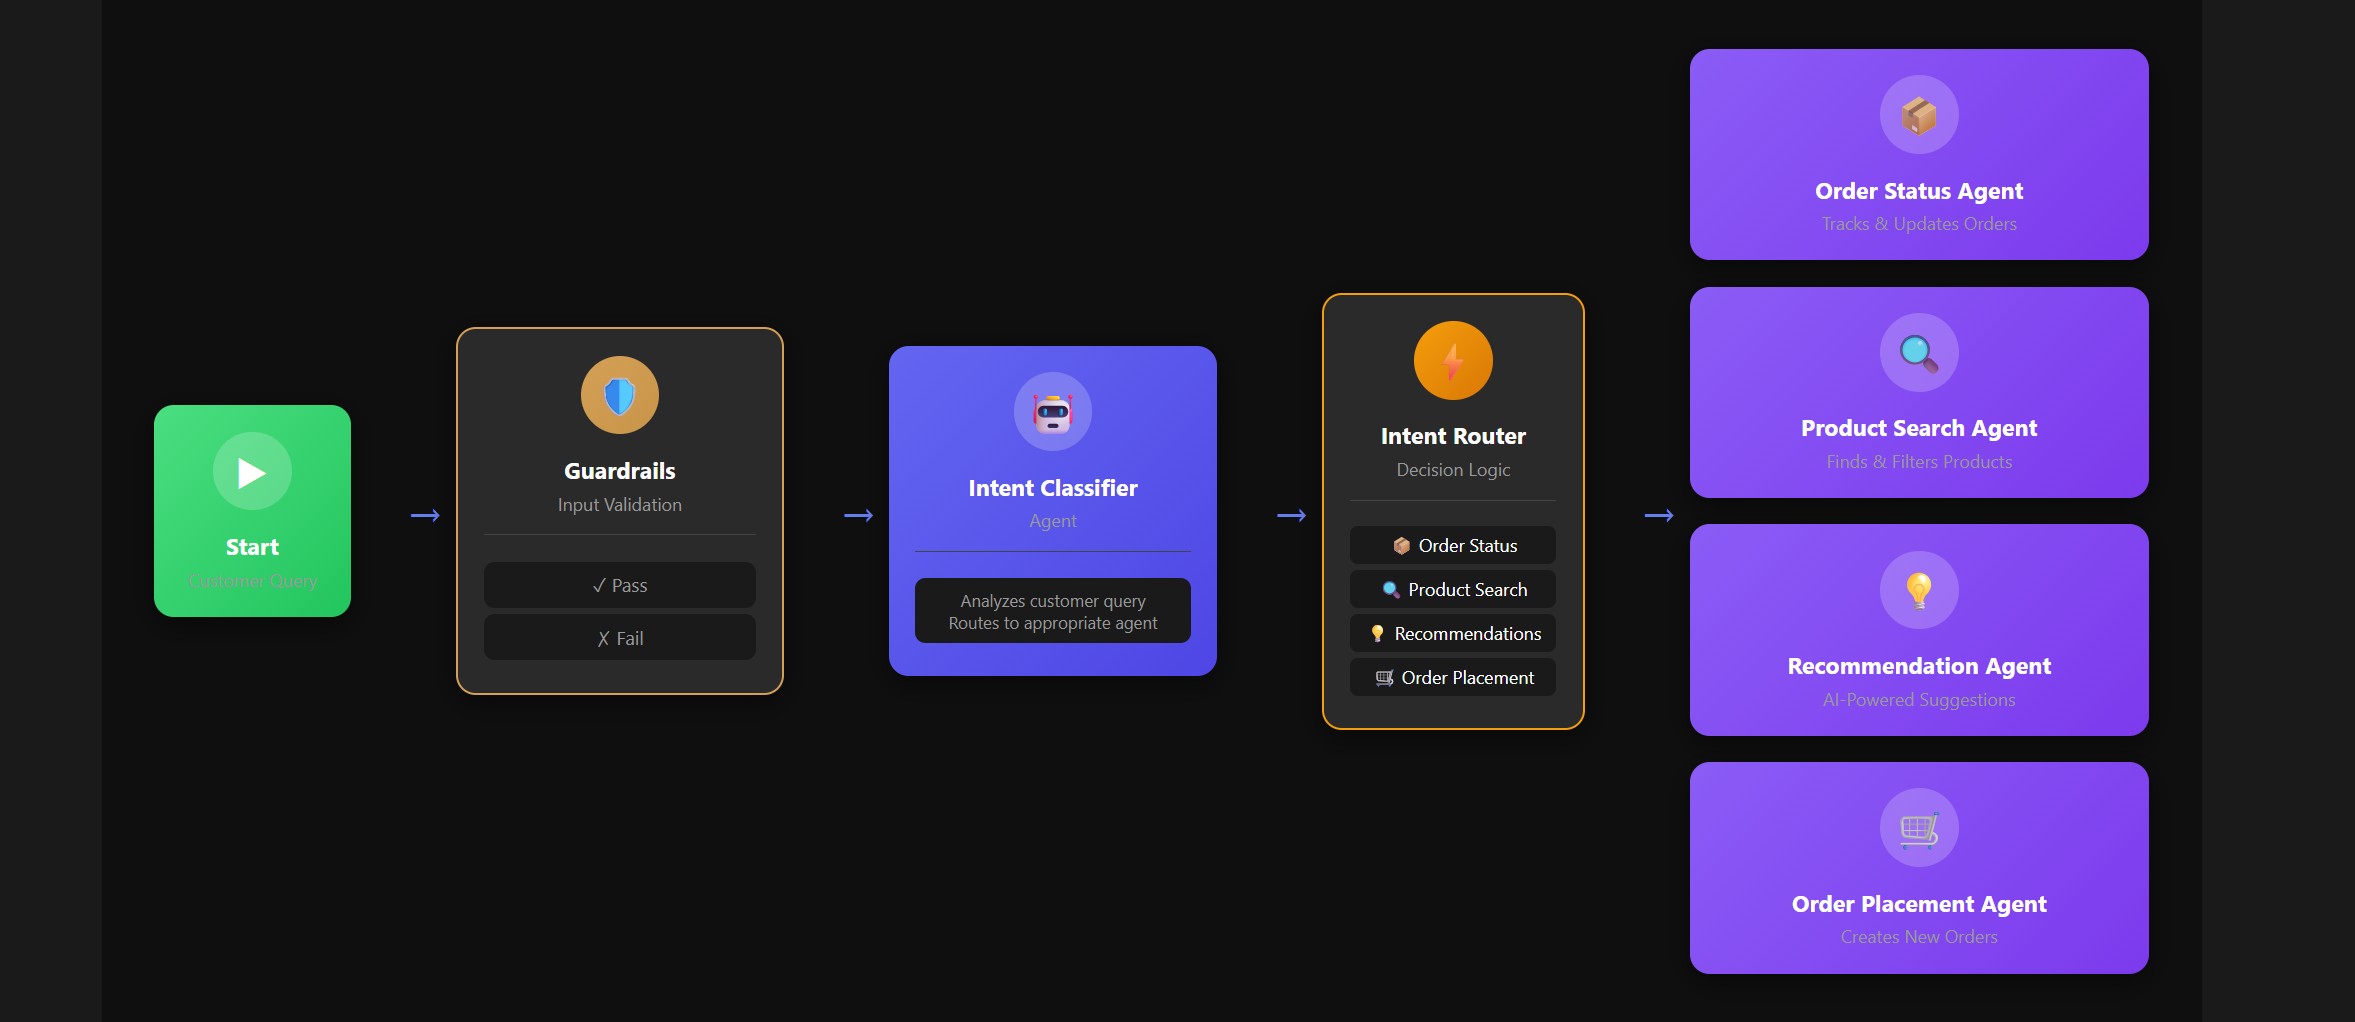 Start
Customer Query
→
Guardrails
Input Validation
✓ Pass
✗ Fail
→
Intent Classifier
Agent
Analyzes customer query
Routes to appropriate agent
→
Intent Router
Decision Logic
📦 Order Status
🔍 Product Search
💡 Recommendations
🛒 Order Placement
→
Order Status Agent
Tracks & Updates Orders
Product Search Agent
Finds & Filters Products
Recommendation Agent
AI-Powered Suggestions
Order Placement Agent
Creates New Orders